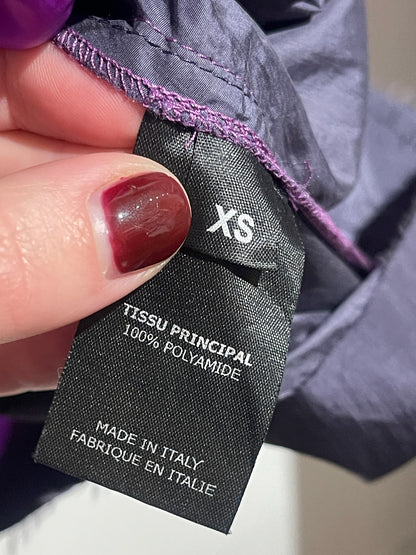 XS
TISSU PRINCIPAL
100% POLYAMIDE
MADE IN ITALY
FABRIQUE EN ITALIE